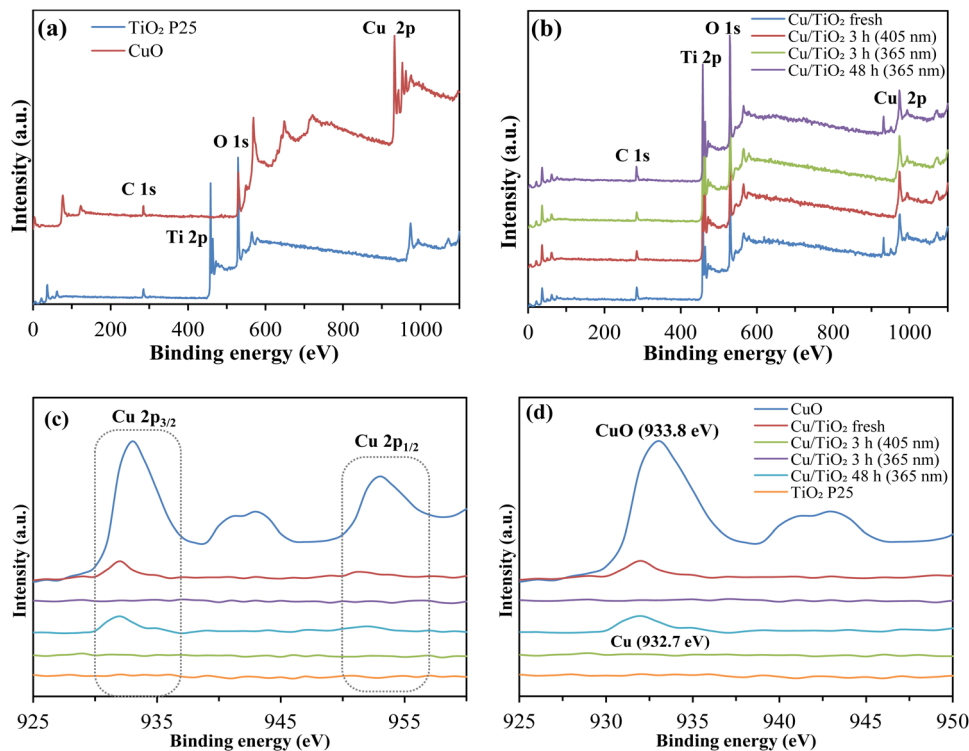 (a)
TiO₂ P25
CuO
Cu 2p
O 1s
C 1s
Ti 2p
Intensity (a.u.)
0 200 400 600 800 1000
Binding energy (eV)
(b)
Cu/TiO₂ fresh
Cu/TiO₂ 3 h (405 nm)
Cu/TiO₂ 3 h (365 nm)
Cu/TiO₂ 48 h (365 nm)
O 1s
Ti 2p
Cu 2p
C 1s
Intensity (a.u.)
0 200 400 600 800 1000
Binding energy (eV)
(c)
Cu 2p3/2
Cu 2p1/2
Intensity (a.u.)
925 935 945 955
Binding energy (eV)
(d)
CuO
Cu/TiO₂ fresh
Cu/TiO₂ 3 h (405 nm)
Cu/TiO₂ 3 h (365 nm)
Cu/TiO₂ 48 h (365 nm)
TiO₂ P25
CuO (933.8 eV)
Cu (932.7 eV)
Intensity (a.u.)
925 930 935 940 945 950
Binding energy (eV)